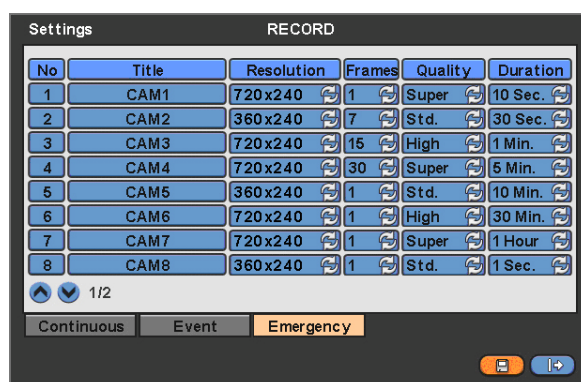 Settings RECORD
No Title Resolution Frames Quality Duration
1 CAM1 720x240 1 Super 10 Sec.
2 CAM2 360x240 7 Std. 30 Sec.
3 CAM3 720x240 15 High 1 Min.
4 CAM4 720x240 30 Super 5 Min.
5 CAM5 360x240 1 Std. 10 Min.
6 CAM6 720x240 1 High 30 Min.
7 CAM7 720x240 1 Super 1 Hour
8 CAM8 360x240 1 Std. 1 Sec.
1/2
Continuous Event Emergency